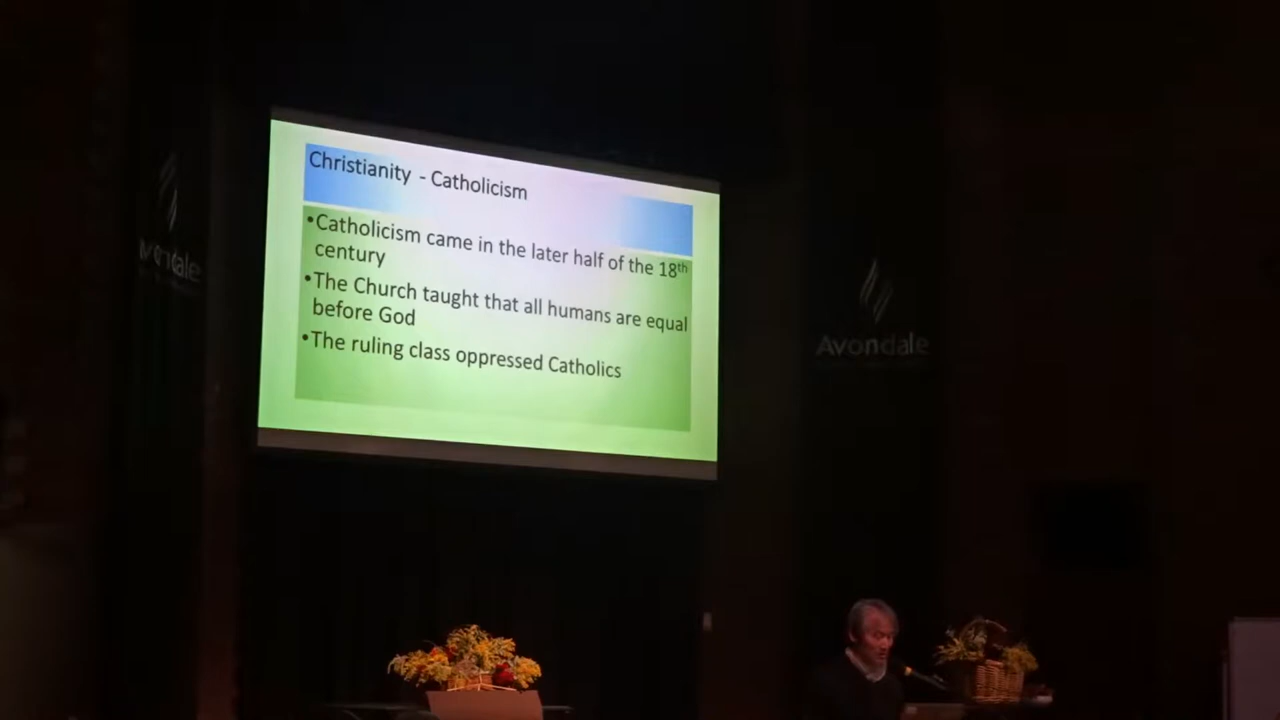 Christianity - Catholicism
•Catholicism came in the later half of the 18th
century
•The Church taught that all humans are equal
before God
•The ruling class oppressed Catholics
Avondale